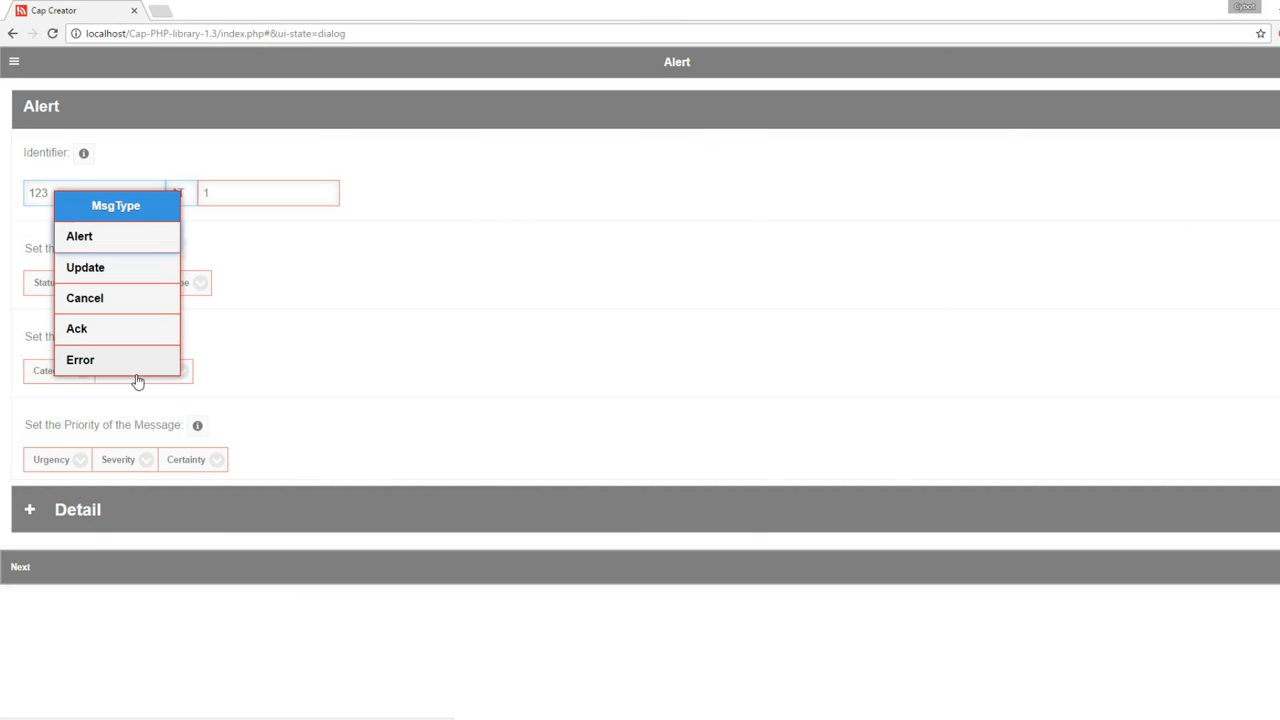 Cap Creator
Cybot
localhost/Cap-PHP-library-1.3/index.php#&ui-state=dialog
Alert
Alert
Identifier:
123
1
MsgType
Alert
Update
Cancel
Ack
Error
Set the Priority of the Message:
Urgency Severity Certainty
+ Detail
Next